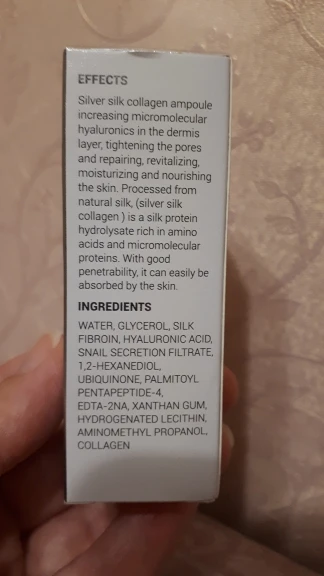 EFFECTS
Silver silk collagen ampoule
increasing micromolecular
hyaluronics in the dermis
layer, tightening the pores
and repairing, revitalizing,
moisturizing and nourishing
the skin. Processed from
natural silk, (silver silk
collagen ) is a silk protein
hydrolysate rich in amino
acids and micromolecular
proteins. With good
penetrability, it can easily be
absorbed by the skin.
INGREDIENTS
WATER, GLYCEROL, SILK
FIBROIN, HYALURONIC ACID,
SNAIL SECRETION FILTRATE,
1,2-HEXANEDIOL,
UBIQUINONE, PALMITOYL
PENTAPEPTIDE-4,
EDTA-2NA, XANTHAN GUM,
HYDROGENATED LECITHIN,
AMINOMETHYL PROPANOL,
COLLAGEN